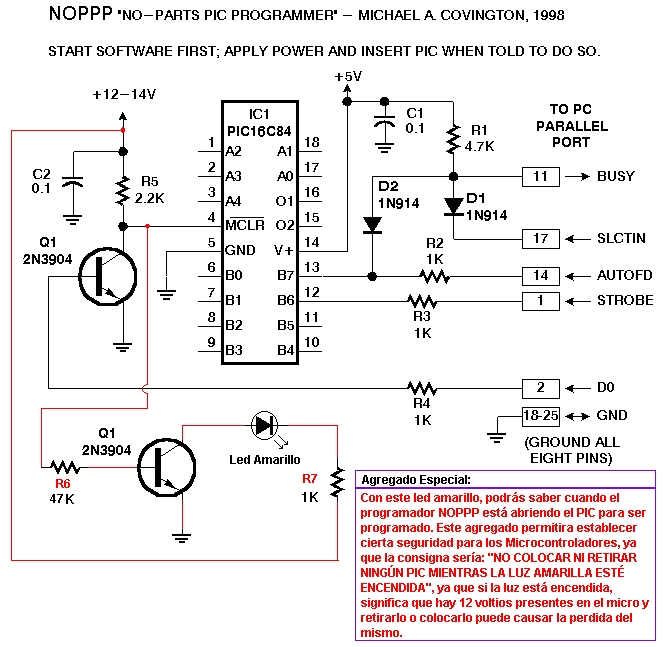 NOPPP "NO-PARTS PIC PROGRAMMER" - MICHAEL A. COVINGTON, 1998
START SOFTWARE FIRST; APPLY POWER AND INSERT PIC WHEN TOLD TO DO SO.
+5V
+12-14V
IC1
PIC16C84
C1
0.1
R1
4.7K
TO PC
PARALLEL
PORT
1 A2
A1 18
2 A3
A0 17
3 A4
O1 16
4 MCLR
O2 15
5 GND
V+ 14
6 B0
B7 13
7 B1
B6 12
8 B2
B5 11
9 B3
B4 10
C2
0.1
R5
2.2K
Q1
2N3904
D2
1N914
D1
1N914
R2
1K
R3
1K
R4
1K
11 BUSY
17 SLCTIN
14 AUTOFD
1 STROBE
2 D0
18-25 GND
(GROUND ALL
EIGHT PINS)
Q1
2N3904
Led Amarillo
R6
47K
R7
1K
Agregado Especial:
Con este led amarillo, podrás saber cuando el
programador NOPPP está abriendo el PIC para ser
programado. Este agregado permitira establecer
cierta seguridad para los Microcontroladores, ya
que la consigna sería: "NO COLOCAR NI RETIRAR
NINGÚN PIC MIENTRAS LA LUZ AMARILLA ESTÉ
ENCENDIDA", ya que si la luz está encendida,
significa que hay 12 voltios presentes en el micro y
retirarlo o colocarlo puede causar la perdida del
mismo.